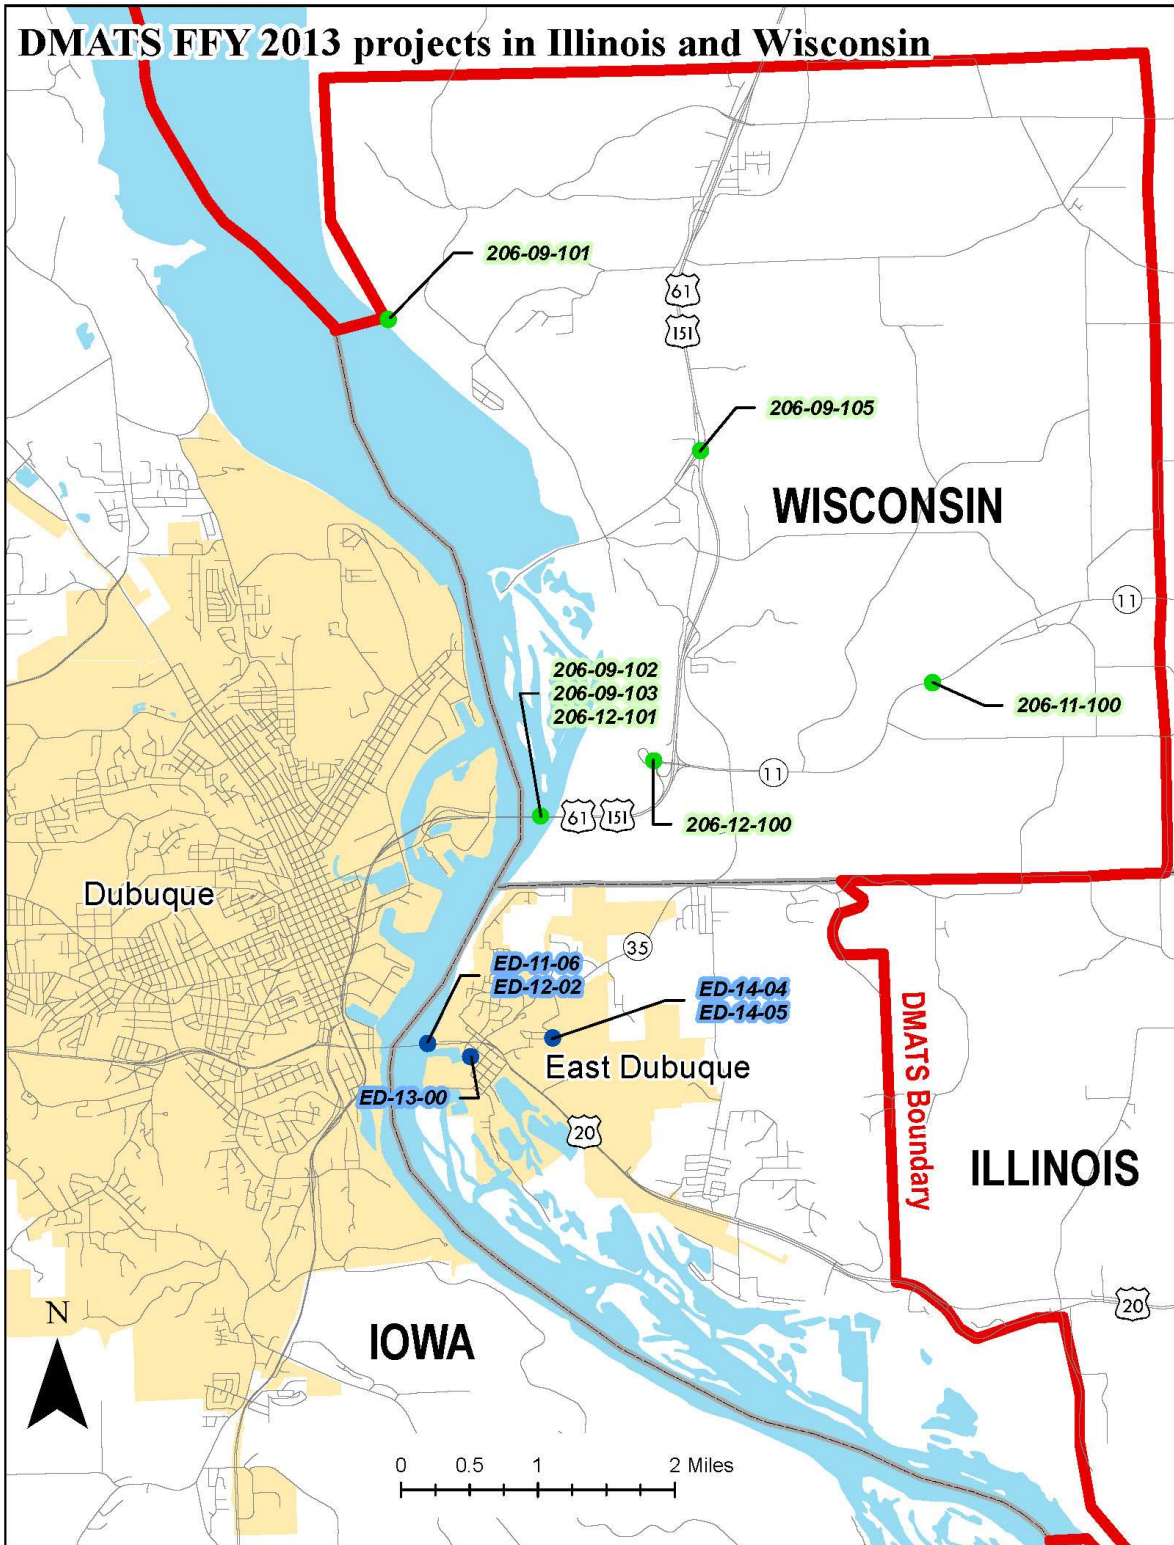 DMATS FFY 2013 projects in Illinois and Wisconsin
206-09-101
61
151
206-09-105
WISCONSIN
11
206-09-102
206-09-103
206-12-101
206-11-100
11
61
151
206-12-100
Dubuque
35
ED-11-06
ED-12-02
ED-14-04
ED-14-05
East Dubuque
ED-13-00
20
DMATS Boundary
ILLINOIS
20
N
IOWA
0 0.5 1 2 Miles